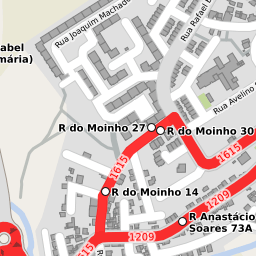 Rua Joaquim Machado
Rua Rafael
abel
mária)
Rua Avelino
R do Moinho 27
R do Moinho 30
1615
1615
R do Moinho 14
1209
R Anastácio
Soares 73A
1615
1209